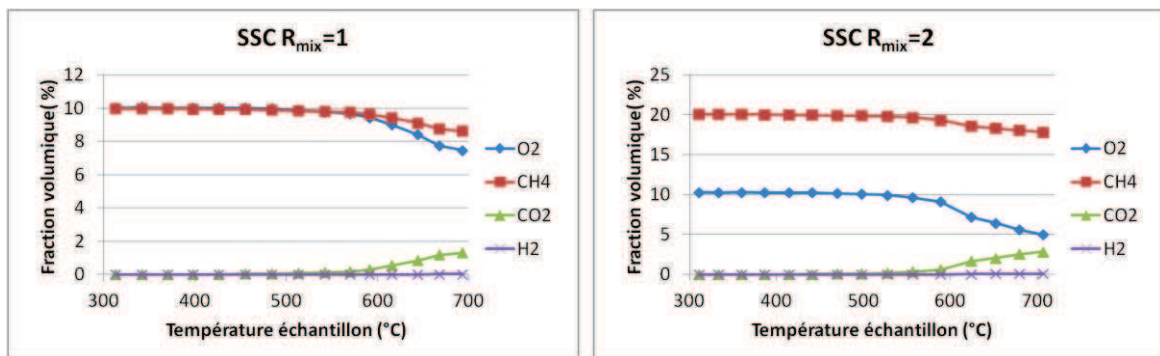 SSC Rmix=1
Fraction volumique( %)
12
10
8
6
4
2
0
300 400 500 600 700
Température échantillon (°C)
O2
CH4
CO2
H2
SSC Rmix=2
Fraction volumique( %)
25
20
15
10
5
0
300 400 500 600 700
Température échantillon (°C)
O2
CH4
CO2
H2